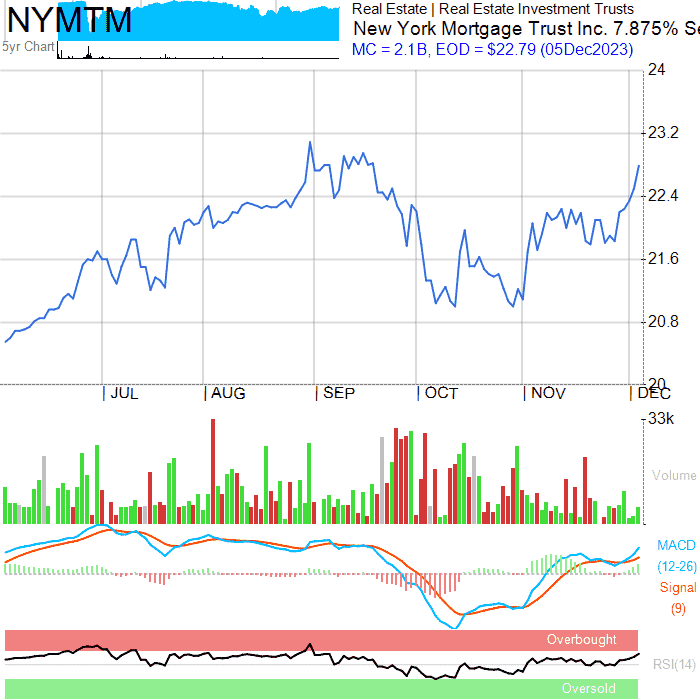 NYMTM
Real Estate | Real Estate Investment Trusts
New York Mortgage Trust Inc. 7.875% Se
5yr Chart
MC = 2.1B, EOD = $22.79 (05Dec2023)
24
23.2
22.4
21.6
20.8
20
| JUL | AUG | SEP | OCT | NOV | DEC
33k
Volume
MACD
(12-26)
Signal
(9)
Overbought
RSI(14)
Oversold